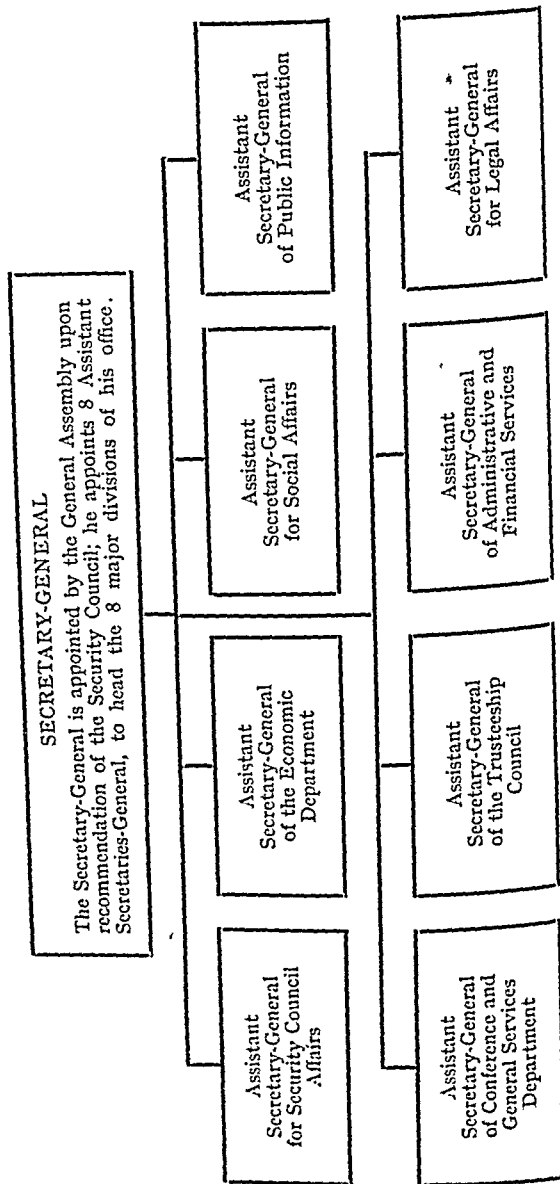 SECRETARY-GENERAL
The Secretary-General is appointed by the General Assembly upon
recommendation of the Security Council; he appoints 8 Assistant
Secretaries-General, to head the 8 major divisions of his office.
Assistant
Secretary-General
for Security Council
Affairs
Assistant
Secretary-General
of the Economic
Department
Assistant
Secretary-General
for Social Affairs
Assistant
Secretary-General
of Public Information
Assistant
Secretary-General
of Conference and
General Services
Department
Assistant
Secretary-General
of the Trusteeship
Council
Assistant
Secretary-General
of Administrative and
Financial Services
Assistant
Secretary-General
for Legal Affairs